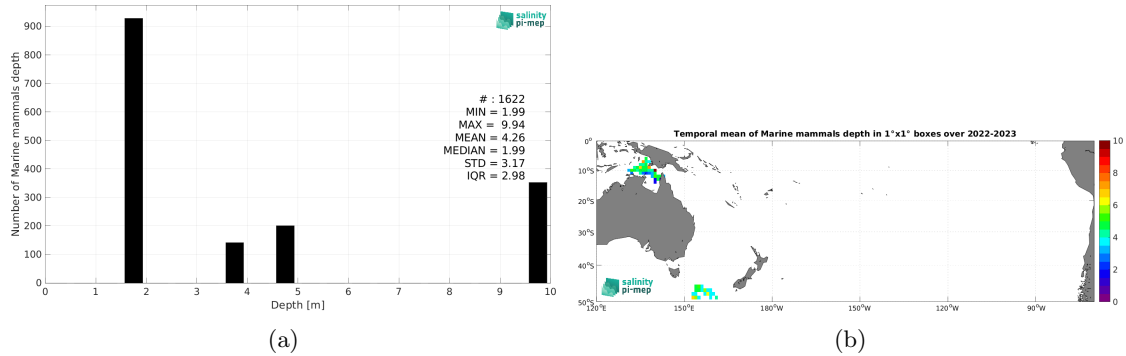 salinity
pi-mep
Number of Marine mammals depth
900
800
700
600
500
400
300
200
100
0
# : 1622
MIN = 1.99
MAX = 9.94
MEAN = 4.26
MEDIAN = 1.99
STD = 3.17
IQR = 2.98
0 1 2 3 4 5 6 7 8 9 10
Depth [m]
(a)
Temporal mean of Marine mammals depth in 1°x1° boxes over 2022-2023
0°
10°S
20°S
30°S
40°S
50°S
120°E 150°E 180°W 150°W 120°W 90°W
10
8
6
4
2
0
salinity
pi-mep
(b)